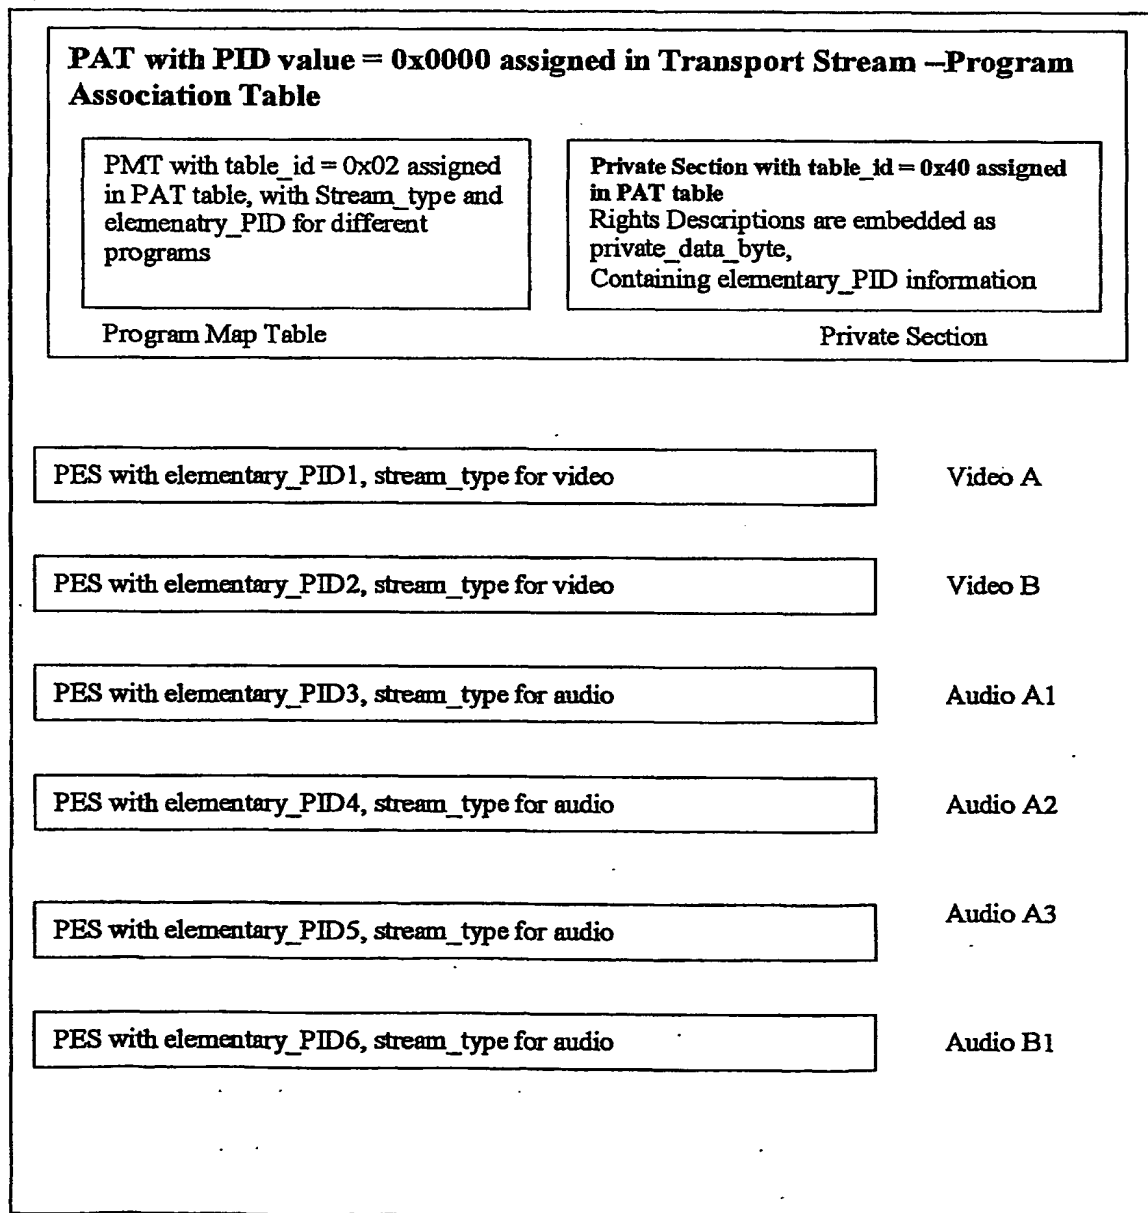 PAT with PID value = 0x0000 assigned in Transport Stream –Program
Association Table
PMT with table_id = 0x02 assigned
in PAT table, with Stream_type and
elemenatry_PID for different
programs
Private Section with table_id = 0x40 assigned
in PAT table
Rights Descriptions are embedded as
private_data_byte,
Containing elementary_PID information
Program Map Table
Private Section
PES with elementary_PID1, stream_type for video
Video A
PES with elementary_PID2, stream_type for video
Video B
PES with elementary_PID3, stream_type for audio
Audio A1
PES with elementary_PID4, stream_type for audio
Audio A2
PES with elementary_PID5, stream_type for audio
Audio A3
PES with elementary_PID6, stream_type for audio
Audio B1